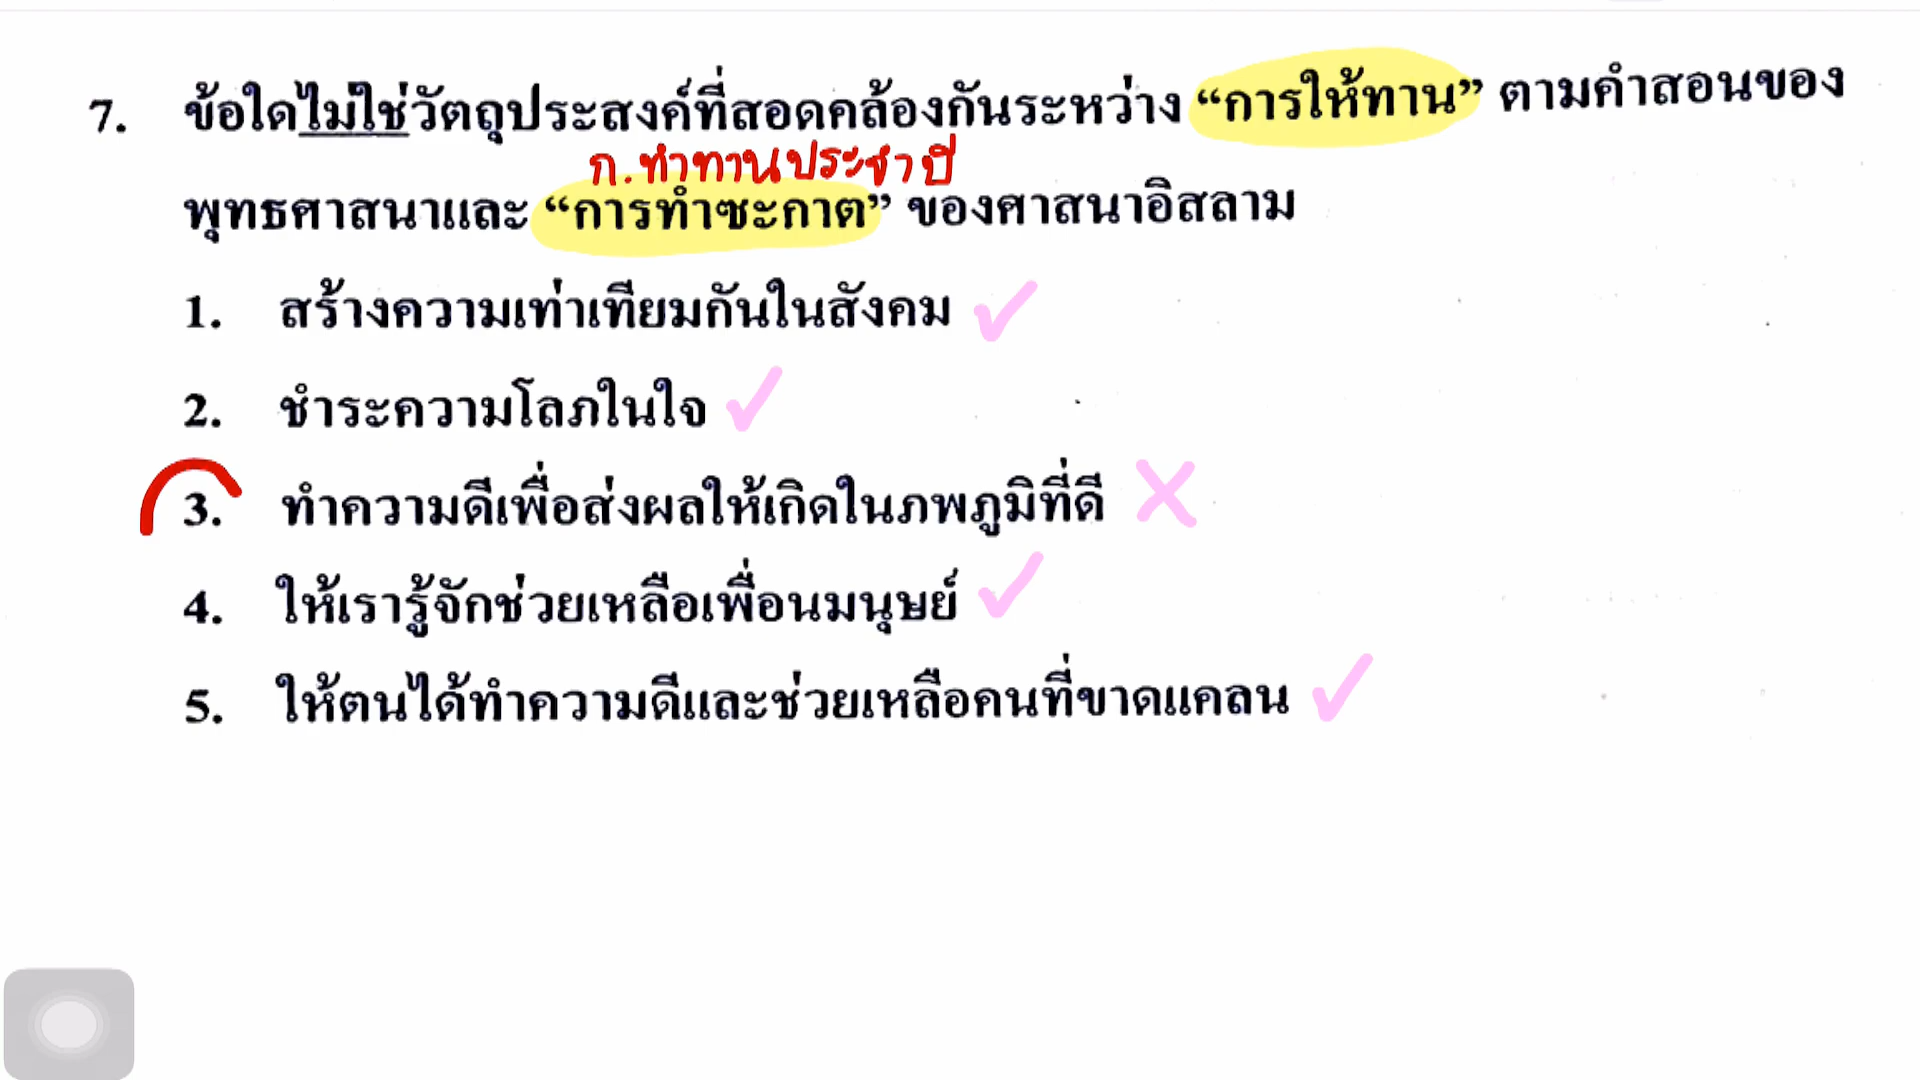 7. ข้อใดไม่ใช่วัตถุประสงค์ที่สอดคล้องกันระหว่าง “การให้ทาน” ตามคำสอนของ
ก.ทำทานประจำปี
พุทธศาสนาและ “การทำซะกาต” ของศาสนาอิสลาม
1. สร้างความเท่าเทียมกันในสังคม
2. ชำระความโลภในใจ
3. ทำความดีเพื่อส่งผลให้เกิดในภพภูมิที่ดี
4. ให้เรารู้จักช่วยเหลือเพื่อนมนุษย์
5. ให้ตนได้ทำความดีและช่วยเหลือคนที่ขาดแคลน